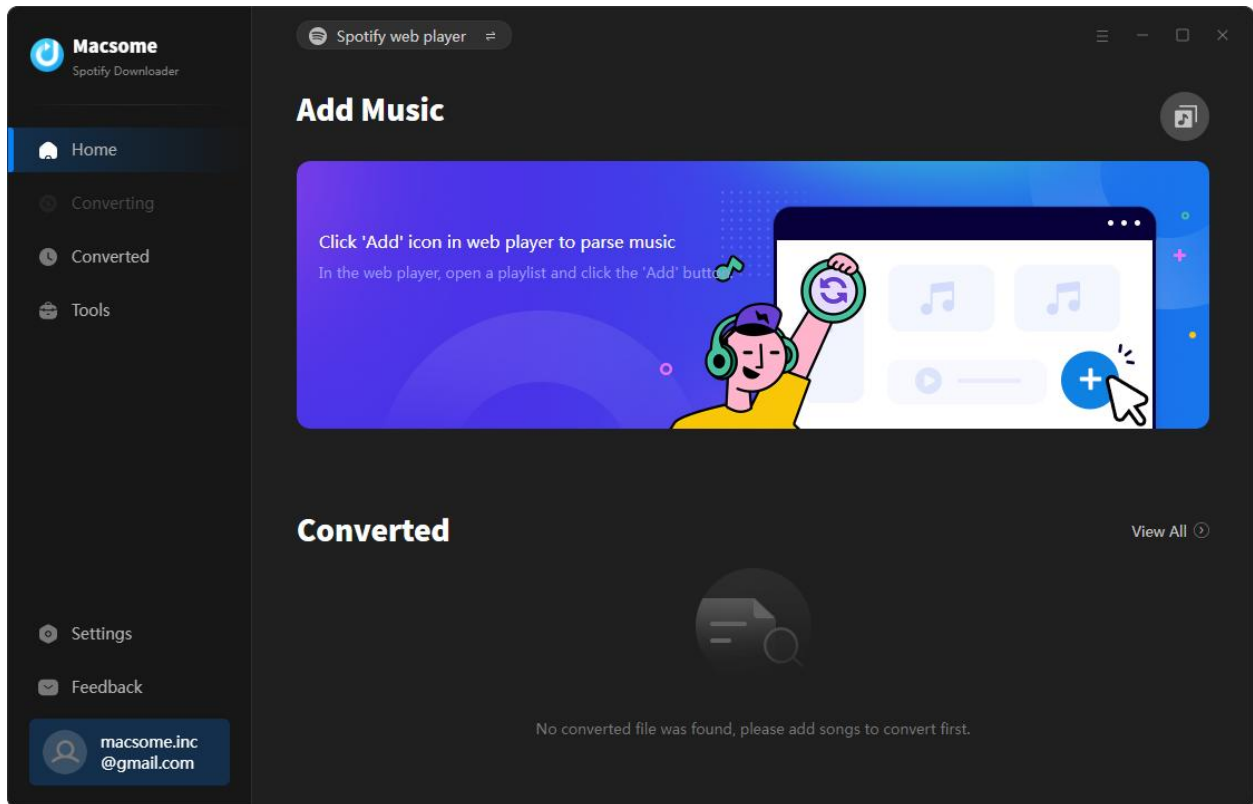 Macsome
Spotify Downloader
Spotify web player
Add Music
Home
Converting
Converted
Tools
Click 'Add' icon in web player to parse music
In the web player, open a playlist and click the 'Add' button.
Converted
View All
No converted file was found, please add songs to convert first.
Settings
Feedback
macsome.inc
@gmail.com